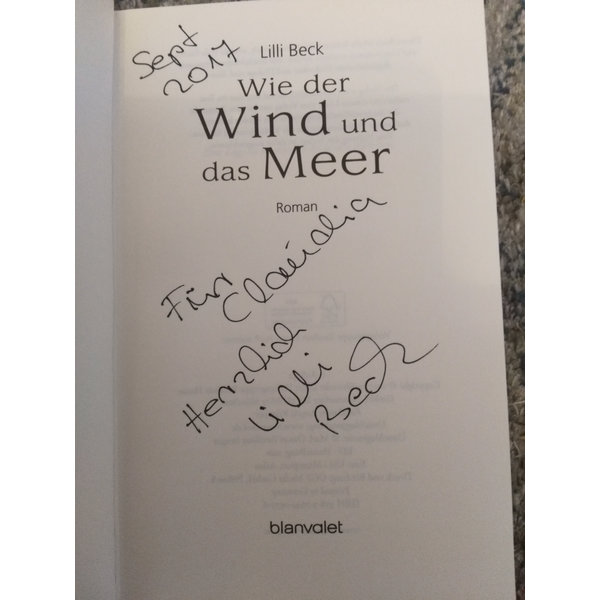 Sept
2017
Lilli Beck
Wie der
Wind und
das Meer
Roman
Für
Claudia
Herzlich
Lilli
Beck
blanvalet